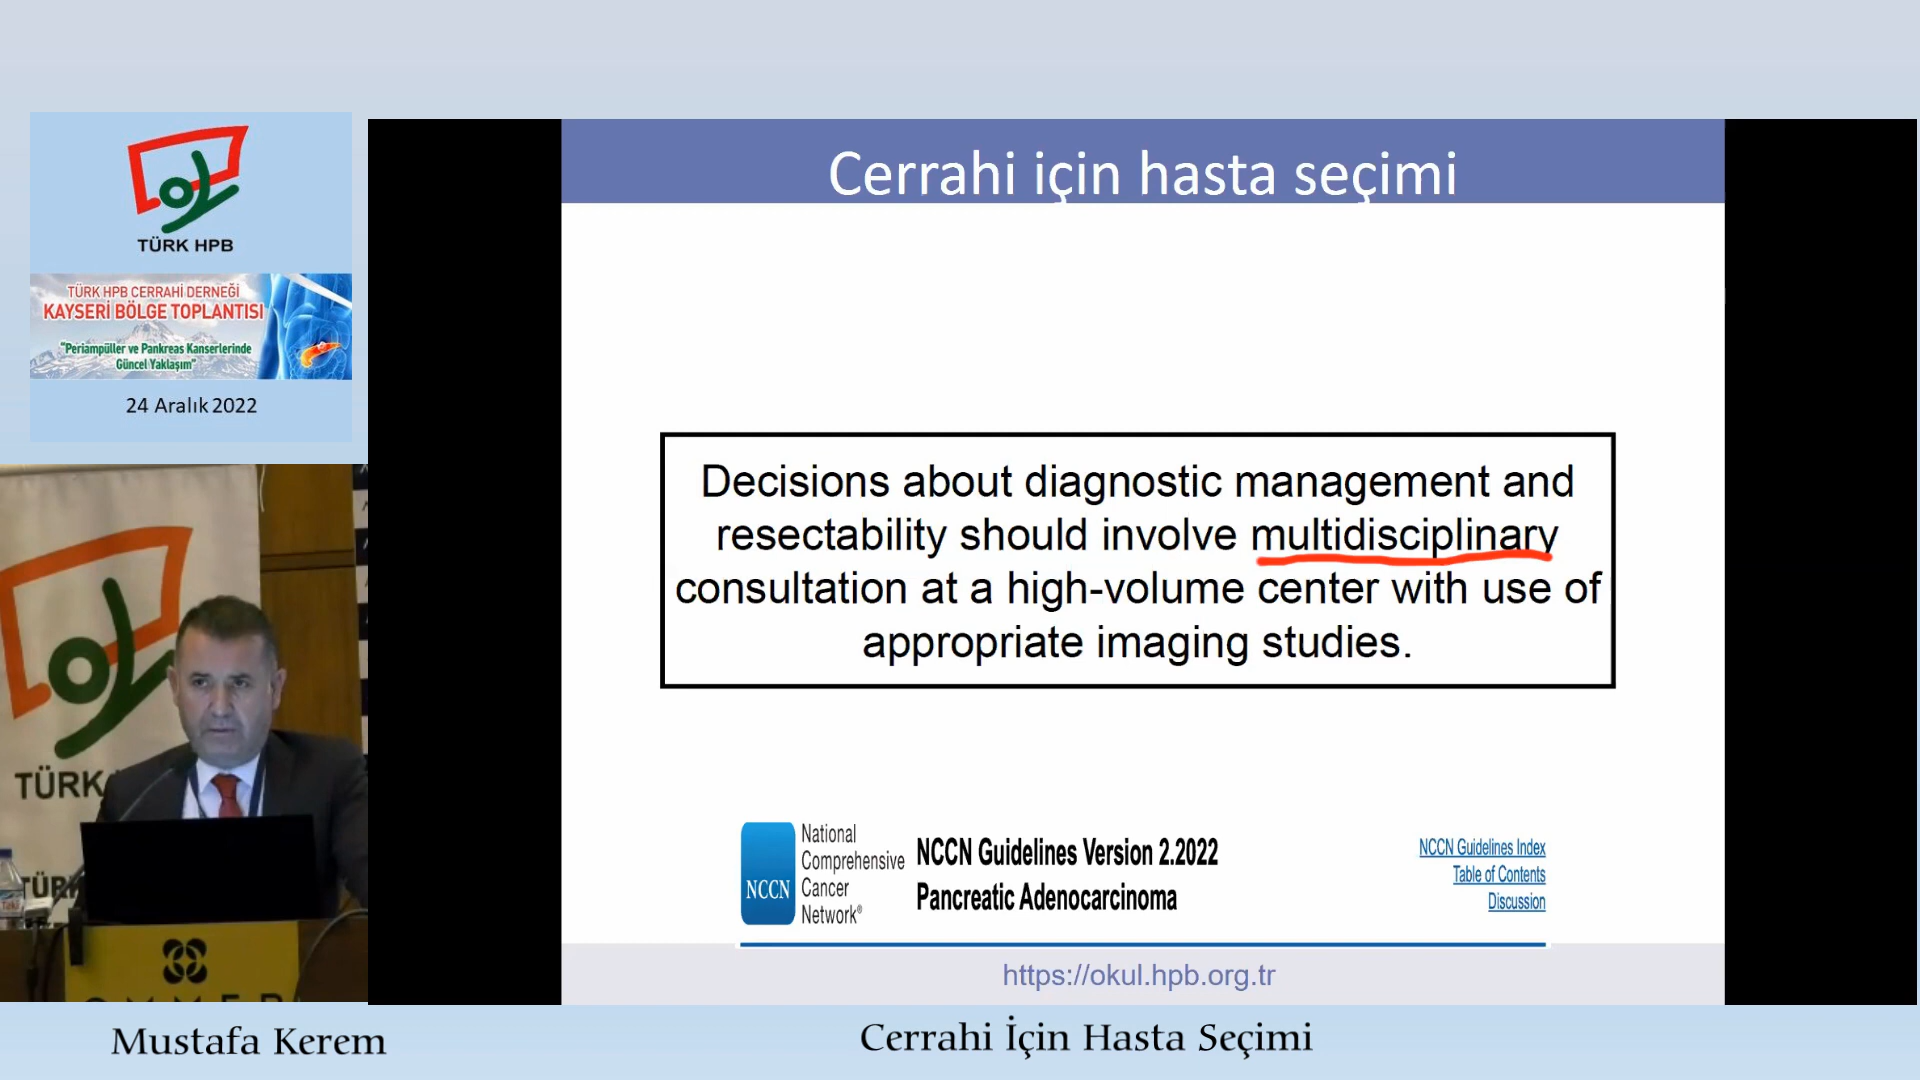 TÜRK HPB
TÜRK HPB CERRAHİ DERNEĞİ
KAYSERİ BÖLGE TOPLANTISI
"Periampüller ve Pankreas Kanserlerinde
Güncel Yaklaşım"
24 Aralık 2022
Cerrahi için hasta seçimi
Decisions about diagnostic management and
resectability should involve multidisciplinary
consultation at a high-volume center with use of
appropriate imaging studies.
NCCN
National
Comprehensive
Cancer
Network®
NCCN Guidelines Version 2.2022
Pancreatic Adenocarcinoma
NCCN Guidelines Index
Table of Contents
Discussion
https://okul.hpb.org.tr
TÜRK
TÜRK
Mustafa Kerem
Cerrahi İçin Hasta Seçimi